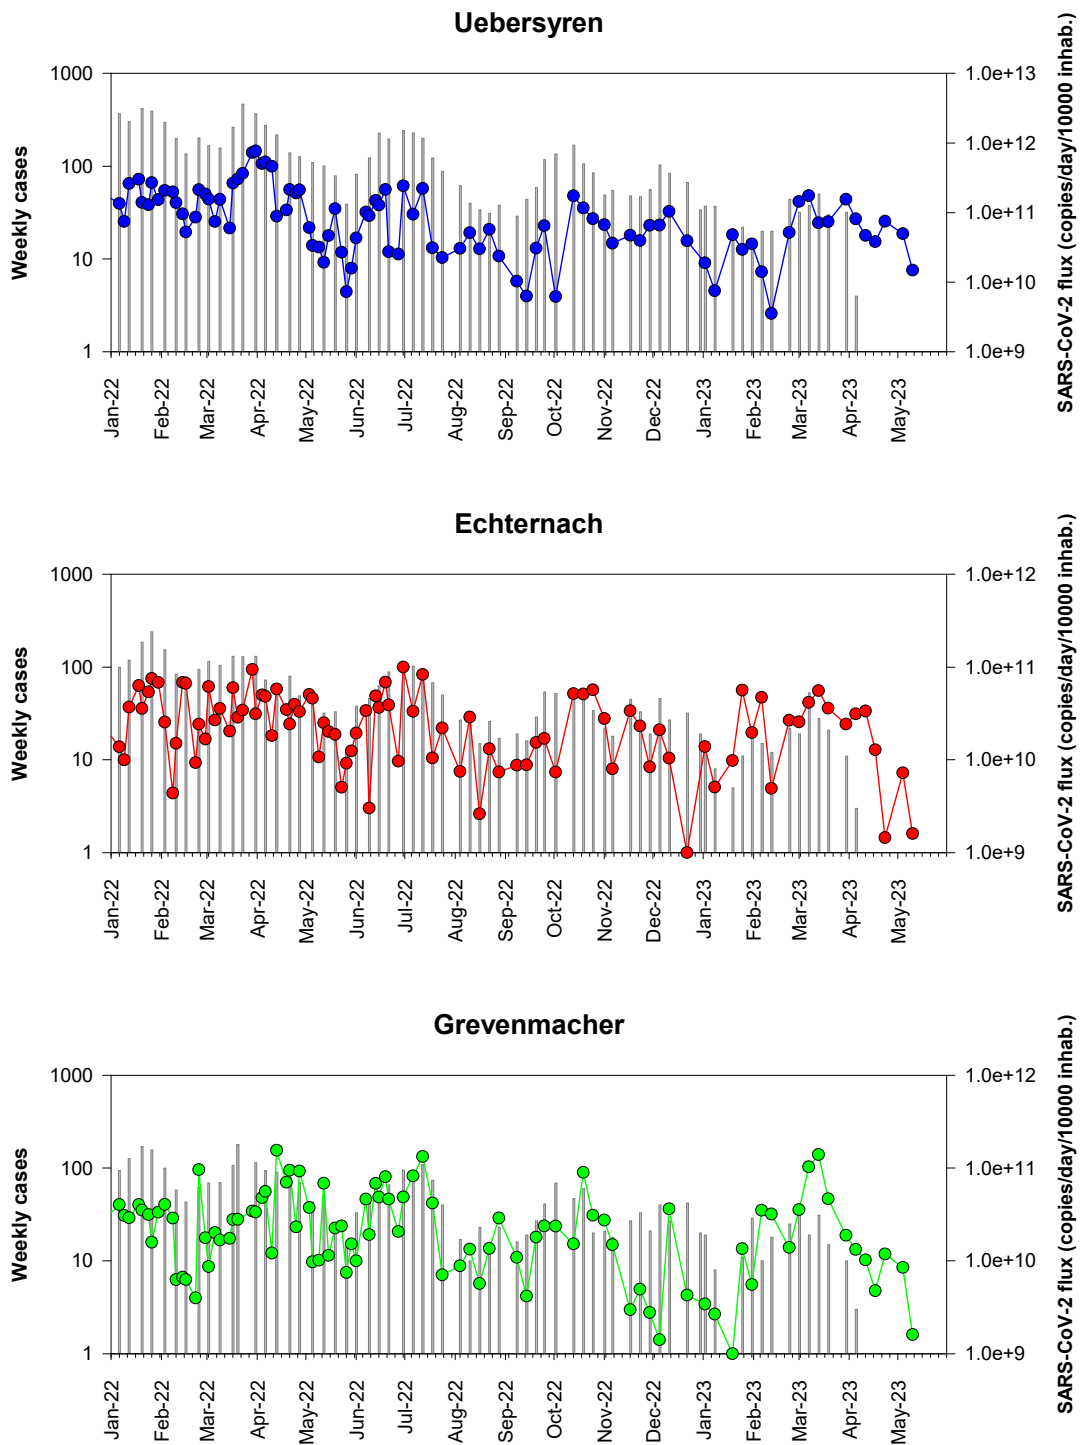 Uebersyren
Weekly cases
1000
100
10
1
1.0e+13
1.0e+12
1.0e+11
1.0e+10
1.0e+9
SARS-CoV-2 flux (copies/day/10000 inhab.)
Jan-22
Feb-22
Mar-22
Apr-22
May-22
Jun-22
Jul-22
Aug-22
Sep-22
Oct-22
Nov-22
Dec-22
Jan-23
Feb-23
Mar-23
Apr-23
May-23
Echternach
Weekly cases
1000
100
10
1
1.0e+12
1.0e+11
1.0e+10
1.0e+9
SARS-CoV-2 flux (copies/day/10000 inhab.)
Jan-22
Feb-22
Mar-22
Apr-22
May-22
Jun-22
Jul-22
Aug-22
Sep-22
Oct-22
Nov-22
Dec-22
Jan-23
Feb-23
Mar-23
Apr-23
May-23
Grevenmacher
Weekly cases
1000
100
10
1
1.0e+12
1.0e+11
1.0e+10
1.0e+9
SARS-CoV-2 flux (copies/day/10000 inhab.)
Jan-22
Feb-22
Mar-22
Apr-22
May-22
Jun-22
Jul-22
Aug-22
Sep-22
Oct-22
Nov-22
Dec-22
Jan-23
Feb-23
Mar-23
Apr-23
May-23